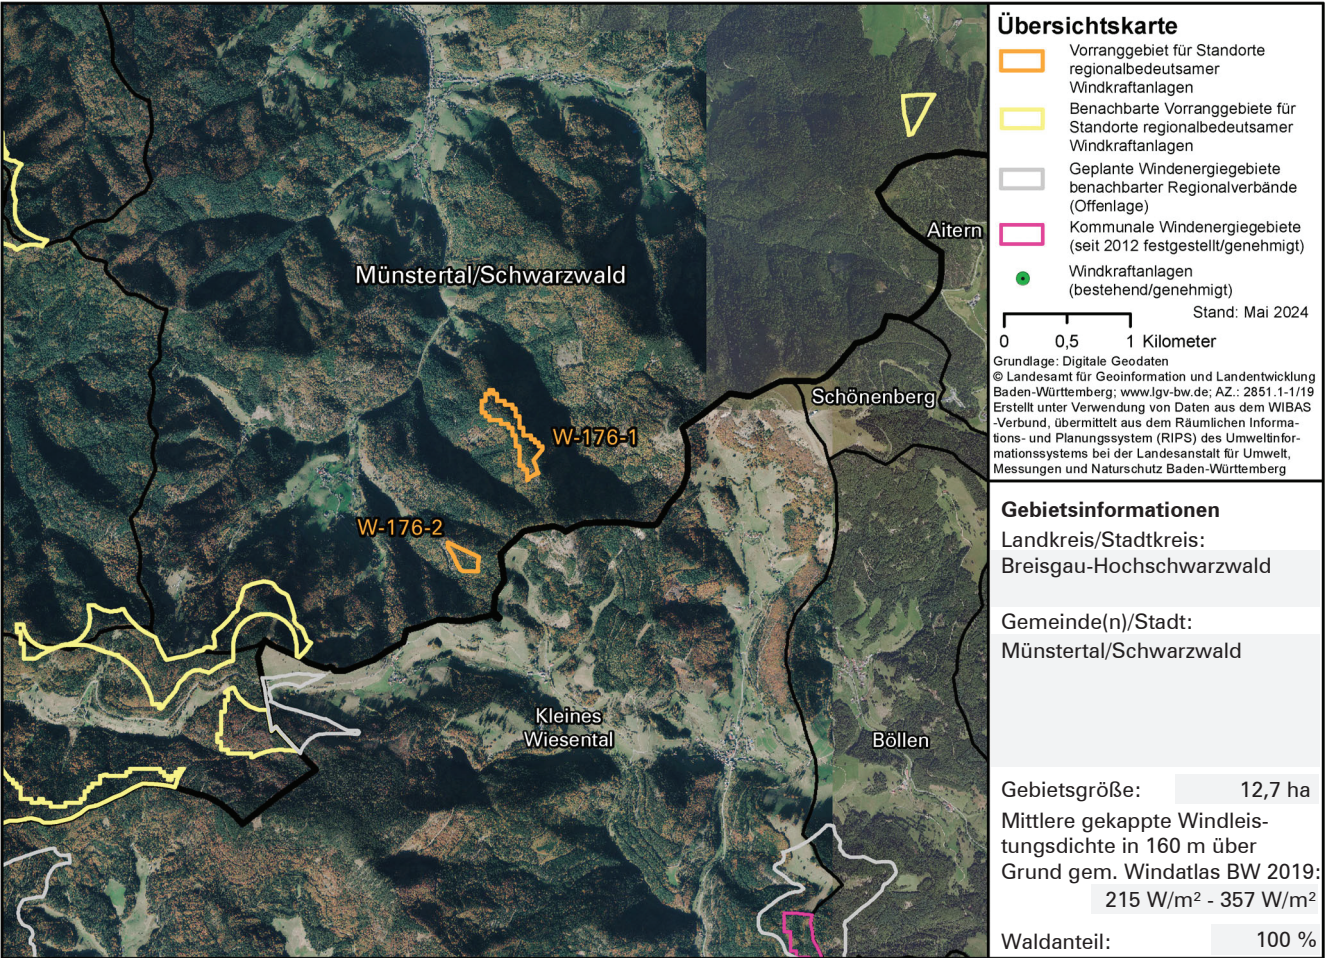 Aitern
Münstertal/Schwarzwald
Schönenberg
W-176-1
W-176-2
Kleines
Wiesental
Böllen
Übersichtskarte
Vorranggebiet für Standorte
regionalbedeutsamer
Windkraftanlagen
Benachbarte Vorranggebiete für
Standorte regionalbedeutsamer
Windkraftanlagen
Geplante Windenergiegebiete
benachbarter Regionalverbände
(Offenlage)
Kommunale Windenergiegebiete
(seit 2012 festgestellt/genehmigt)
Windkraftanlagen
(bestehend/genehmigt)
Stand: Mai 2024
0 0,5 1 Kilometer
Grundlage: Digitale Geodaten
© Landesamt für Geoinformation und Landentwicklung
Baden-Württemberg; www.lgv-bw.de; AZ.: 2851.1-1/19
Erstellt unter Verwendung von Daten aus dem WIBAS
-Verbund, übermittelt aus dem Räumlichen Informa-
tions- und Planungssystem (RIPS) des Umweltinfor-
mationssystems bei der Landesanstalt für Umwelt,
Messungen und Naturschutz Baden-Württemberg
Gebietsinformationen
Landkreis/Stadtkreis:
Breisgau-Hochschwarzwald
Gemeinde(n)/Stadt:
Münstertal/Schwarzwald
Gebietsgröße: 12,7 ha
Mittlere gekappte Windleis-
tungsdichte in 160 m über
Grund gem. Windatlas BW 2019:
215 W/m² - 357 W/m²
Waldanteil: 100 %